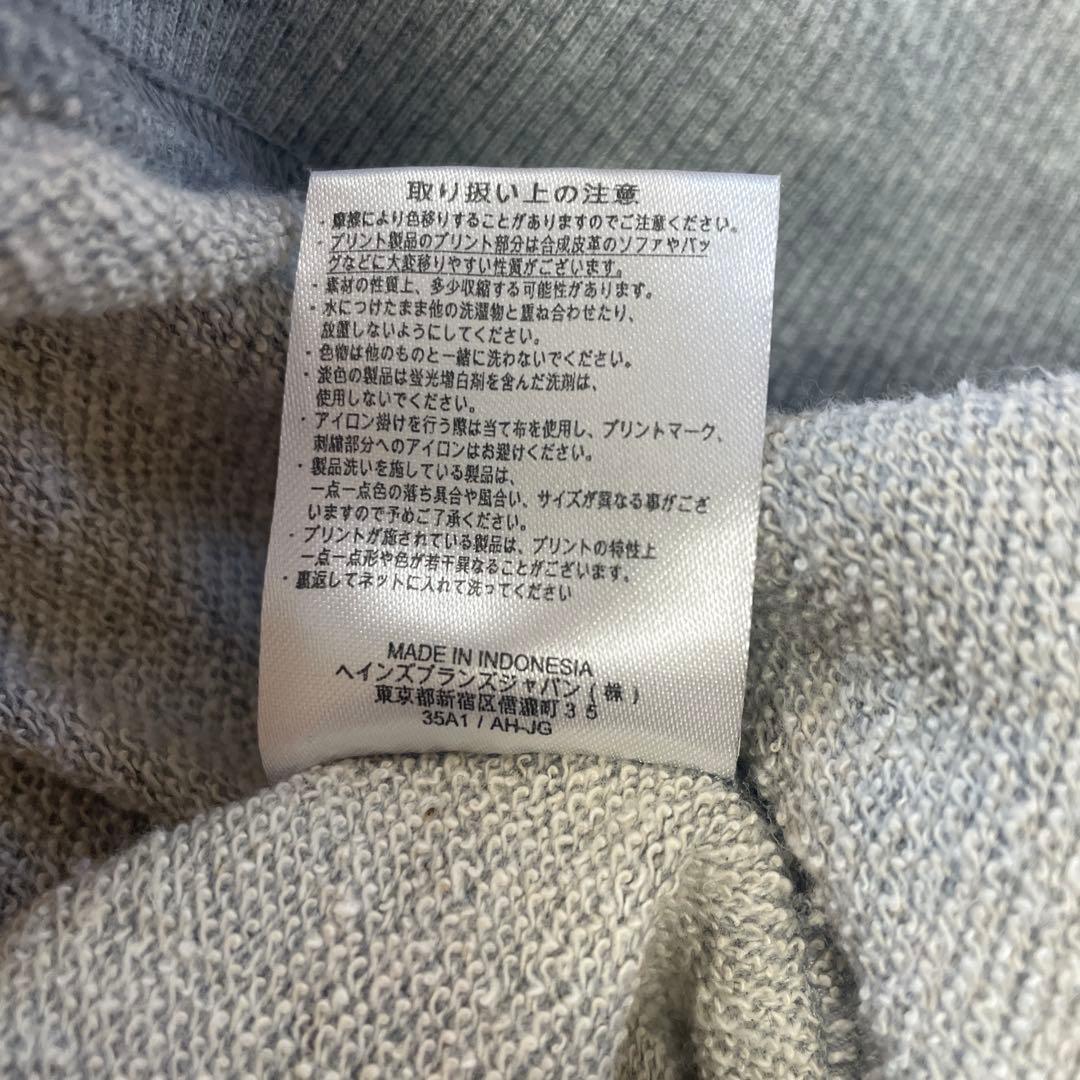 取り扱い上の注意
・摩擦により色移りすることがありますのでご注意ください。
・プリント製品のプリント部分は合成皮革のソファやバッ
グなどに大変移りやすい性質がございます。
・素材の性質上、多少収縮する可能性があります。
・水につけたまま他の洗濯物と重ね合わせたり、
放置しないようにしてください。
・色物は他のものと一緒に洗わないでください。
・淡色の製品は蛍光増白剤を含んだ洗剤は、
使用しないでください。
・アイロン掛けを行う際は当て布を使用し、プリントマーク、
刺繍部分へのアイロンはお避けください。
・製品洗いを施している製品は、
一点一点色の落ち具合や風合い、サイズが異なる事がござ
いますので予めご了承ください。
・プリントが施されている製品は、プリントの特性上
一点一点形や色が若干異なることがございます。
・裏返してネットに入れて洗ってください
MADE IN INDONESIA
ヘインズブランズジャパン(株)
東京都新宿区信濃町35
35A1 / AH-JG